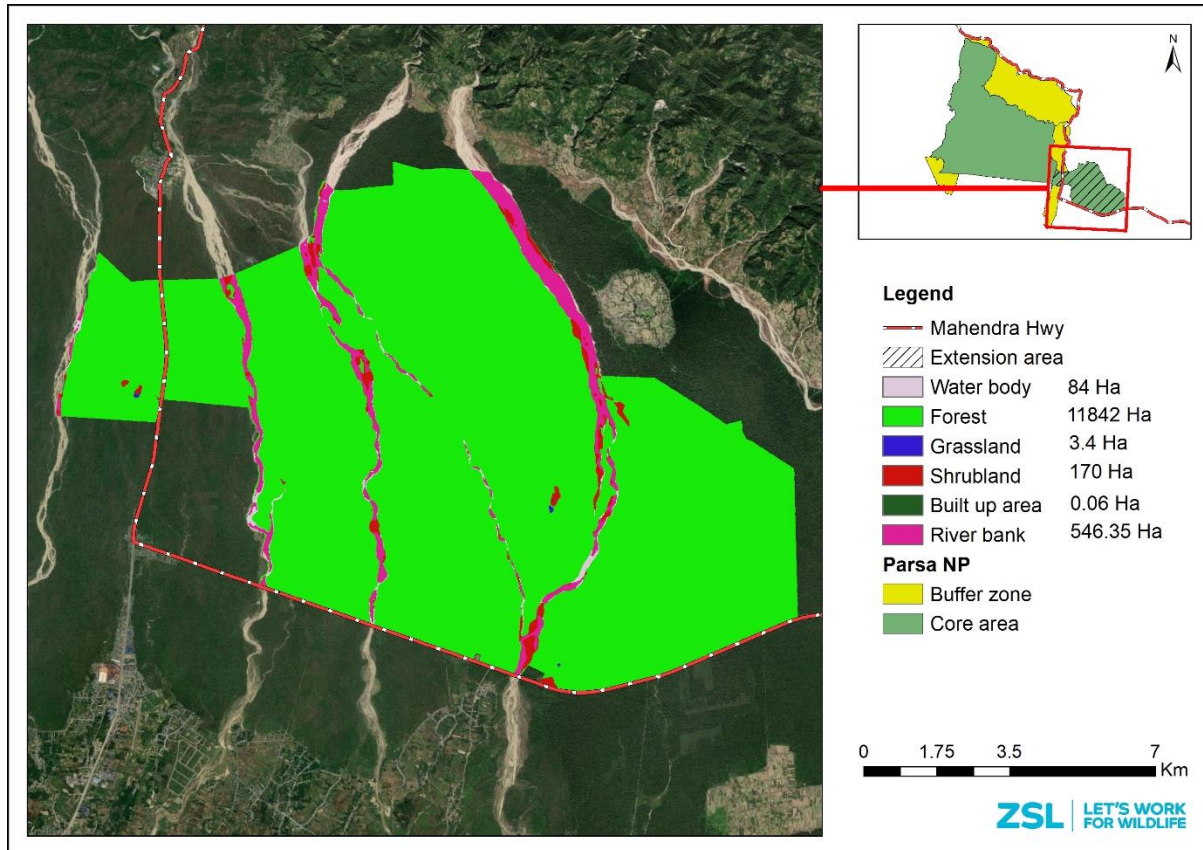 N
Legend
Mahendra Hwy
Extension area
Water body 84 Ha
Forest 11842 Ha
Grassland 3.4 Ha
Shrubland 170 Ha
Built up area 0.06 Ha
River bank 546.35 Ha
Parsa NP
Buffer zone
Core area
0 1.75 3.5 7
Km
ZSL LET'S WORK
FOR WILDLIFE